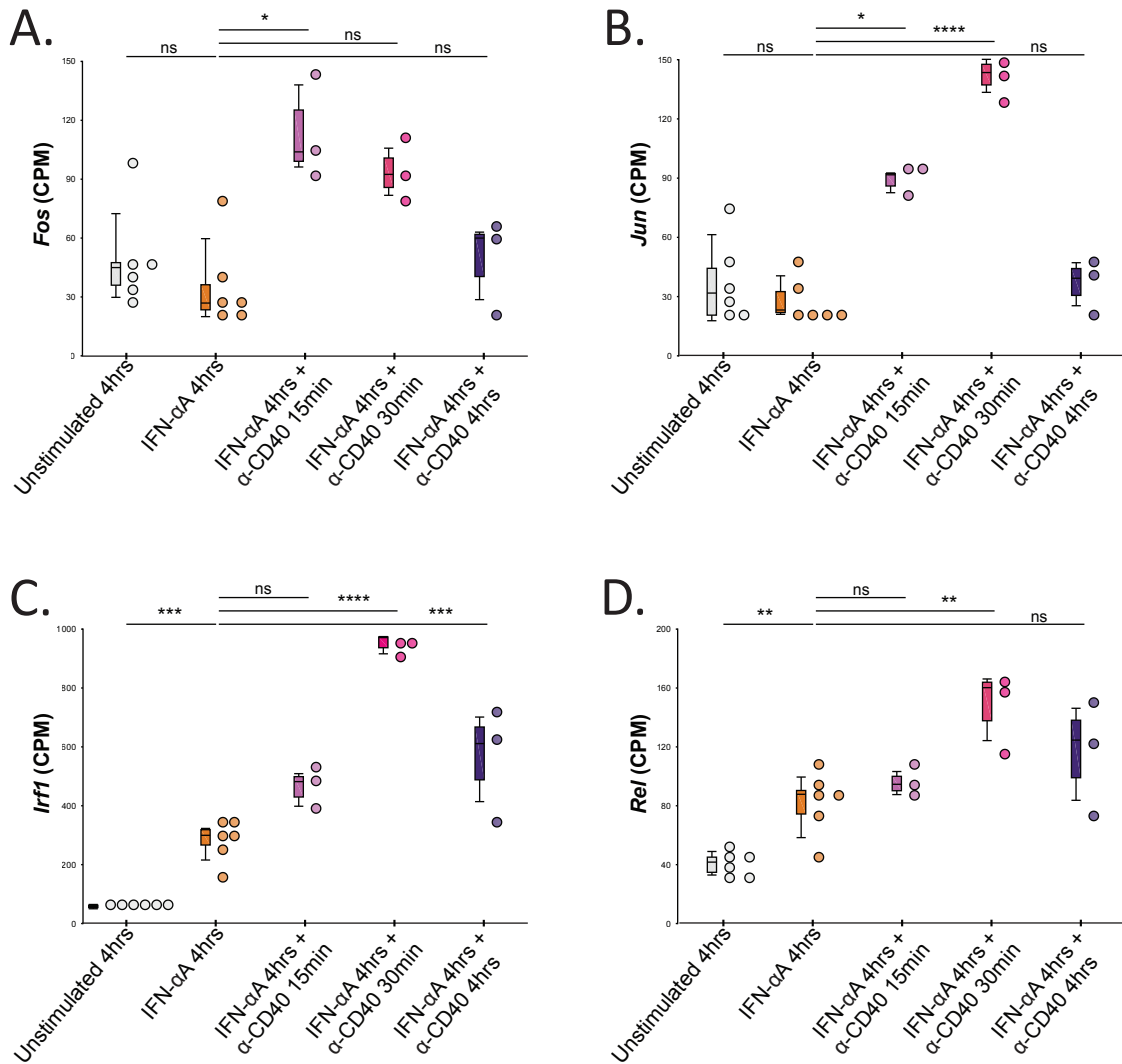 A.
*
ns
ns
ns
150
120
90
60
30
0
Fos (CPM)
Unstimulated 4hrs
IFN-αA 4hrs
IFN-αA 4hrs +
α-CD40 15min
IFN-αA 4hrs +
α-CD40 30min
IFN-αA 4hrs +
α-CD40 4hrs
B.
*
****
ns
ns
150
120
90
60
30
0
Jun (CPM)
Unstimulated 4hrs
IFN-αA 4hrs
IFN-αA 4hrs +
α-CD40 15min
IFN-αA 4hrs +
α-CD40 30min
IFN-αA 4hrs +
α-CD40 4hrs
C.
ns
****
***
***
1000
800
600
400
200
0
Irf1 (CPM)
Unstimulated 4hrs
IFN-αA 4hrs
IFN-αA 4hrs +
α-CD40 15min
IFN-αA 4hrs +
α-CD40 30min
IFN-αA 4hrs +
α-CD40 4hrs
D.
ns
**
**
ns
200
160
120
80
40
0
Rel (CPM)
Unstimulated 4hrs
IFN-αA 4hrs
IFN-αA 4hrs +
α-CD40 15min
IFN-αA 4hrs +
α-CD40 30min
IFN-αA 4hrs +
α-CD40 4hrs